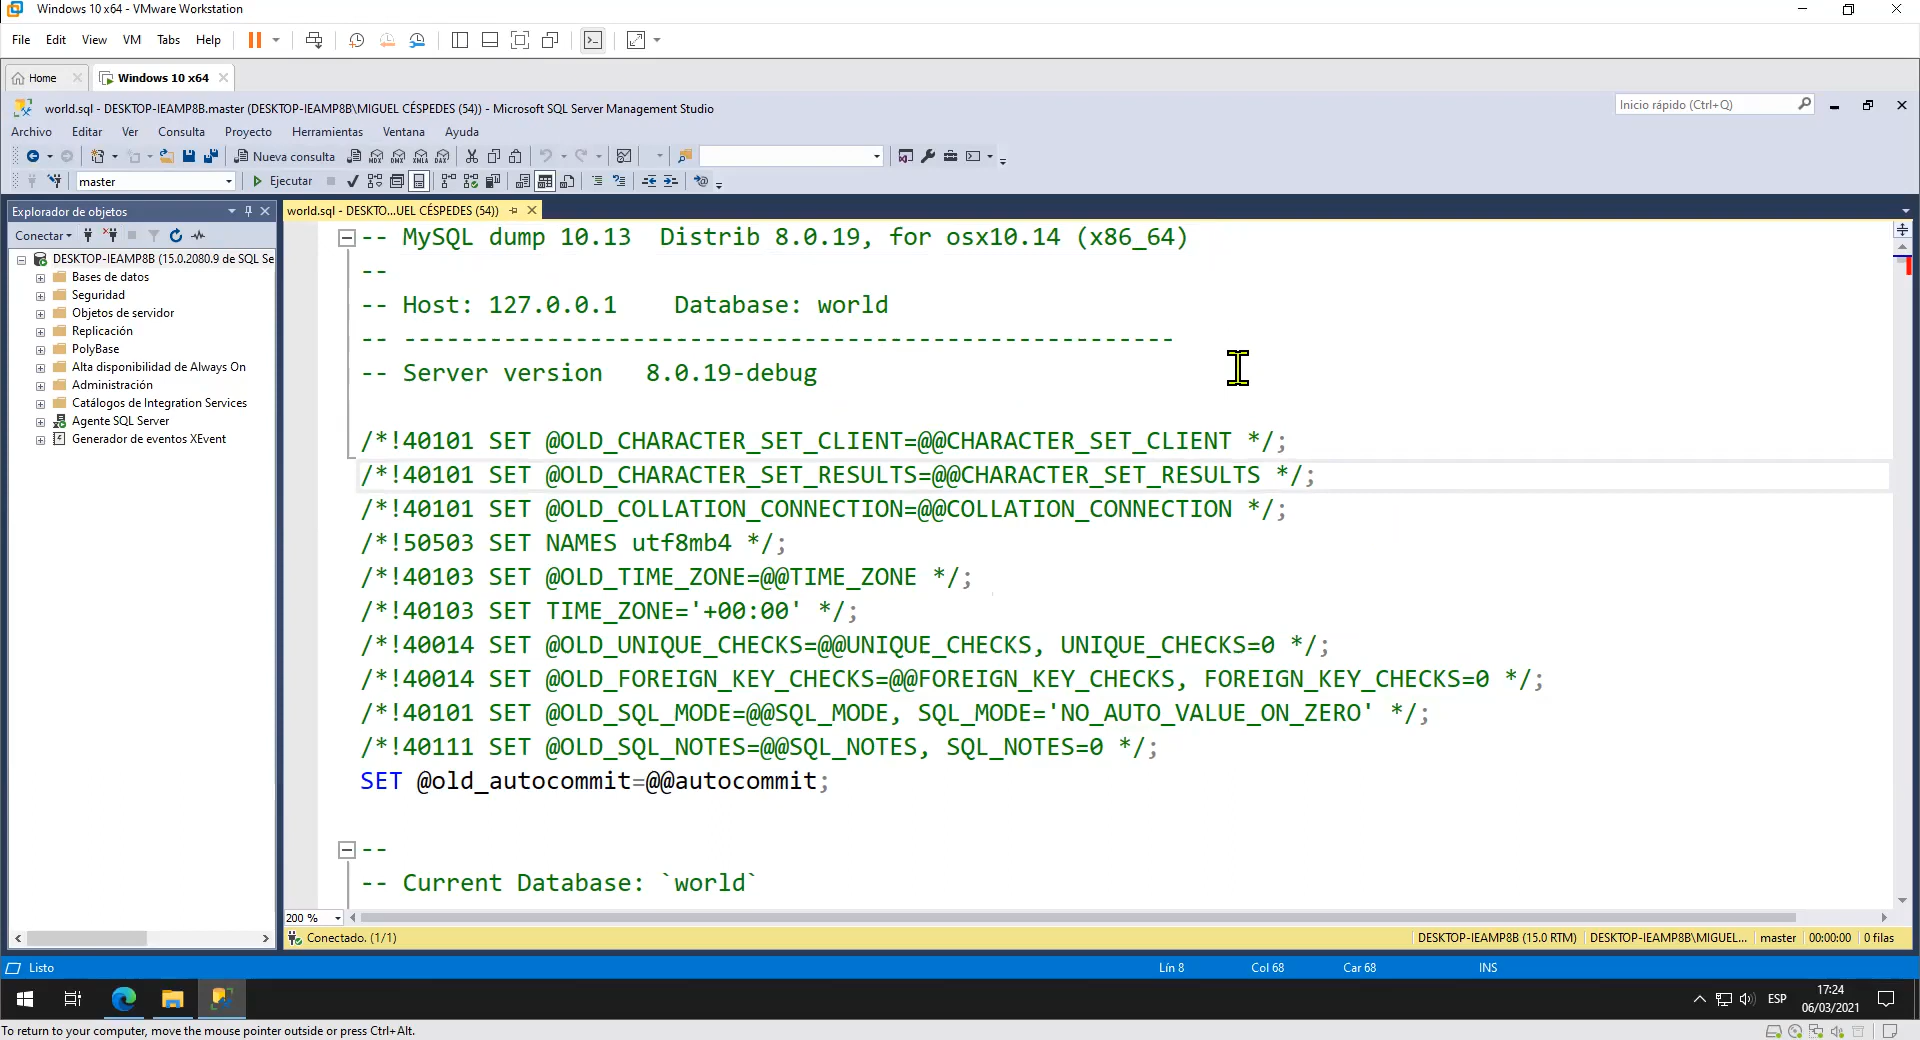 Windows 10 x64 - VMware Workstation
File Edit View VM Tabs Help
Home
Windows 10 x64
world.sql - DESKTOP-IEAMP8B.master (DESKTOP-IEAMP8B\MIGUEL CÉSPEDES (54)) - Microsoft SQL Server Management Studio
Inicio rápido (Ctrl+Q)
Archivo Editar Ver Consulta Proyecto Herramientas Ventana Ayuda
Nueva consulta
master
Ejecutar
Explorador de objetos
Conectar
DESKTOP-IEAMP8B (15.0.2080.9 de SQL Se
Bases de datos
Seguridad
Objetos de servidor
Replicación
PolyBase
Alta disponibilidad de Always On
Administración
Catálogos de Integration Services
Agente SQL Server
Generador de eventos XEvent
world.sql - DESKTO...UEL CÉSPEDES (54))
-- MySQL dump 10.13  Distrib 8.0.19, for osx10.14 (x86_64)
--
-- Host: 127.0.0.1    Database: world
-- ------------------------------------------------------
-- Server version   8.0.19-debug
/*!40101 SET @OLD_CHARACTER_SET_CLIENT=@@CHARACTER_SET_CLIENT */;
/*!40101 SET @OLD_CHARACTER_SET_RESULTS=@@CHARACTER_SET_RESULTS */;
/*!40101 SET @OLD_COLLATION_CONNECTION=@@COLLATION_CONNECTION */;
/*!50503 SET NAMES utf8mb4 */;
/*!40103 SET @OLD_TIME_ZONE=@@TIME_ZONE */;
/*!40103 SET TIME_ZONE='+00:00' */;
/*!40014 SET @OLD_UNIQUE_CHECKS=@@UNIQUE_CHECKS, UNIQUE_CHECKS=0 */;
/*!40014 SET @OLD_FOREIGN_KEY_CHECKS=@@FOREIGN_KEY_CHECKS, FOREIGN_KEY_CHECKS=0 */;
/*!40101 SET @OLD_SQL_MODE=@@SQL_MODE, SQL_MODE='NO_AUTO_VALUE_ON_ZERO' */;
/*!40111 SET @OLD_SQL_NOTES=@@SQL_NOTES, SQL_NOTES=0 */;
SET @old_autocommit=@@autocommit;
--
-- Current Database: `world`
200 %
Conectado. (1/1)
DESKTOP-IEAMP8B (15.0 RTM) DESKTOP-IEAMP8B\MIGUEL... master 00:00:00 0 filas
Listo
Lín 8 Col 68 Car 68 INS
ESP
17:24
06/03/2021
To return to your computer, move the mouse pointer outside or press Ctrl+Alt.